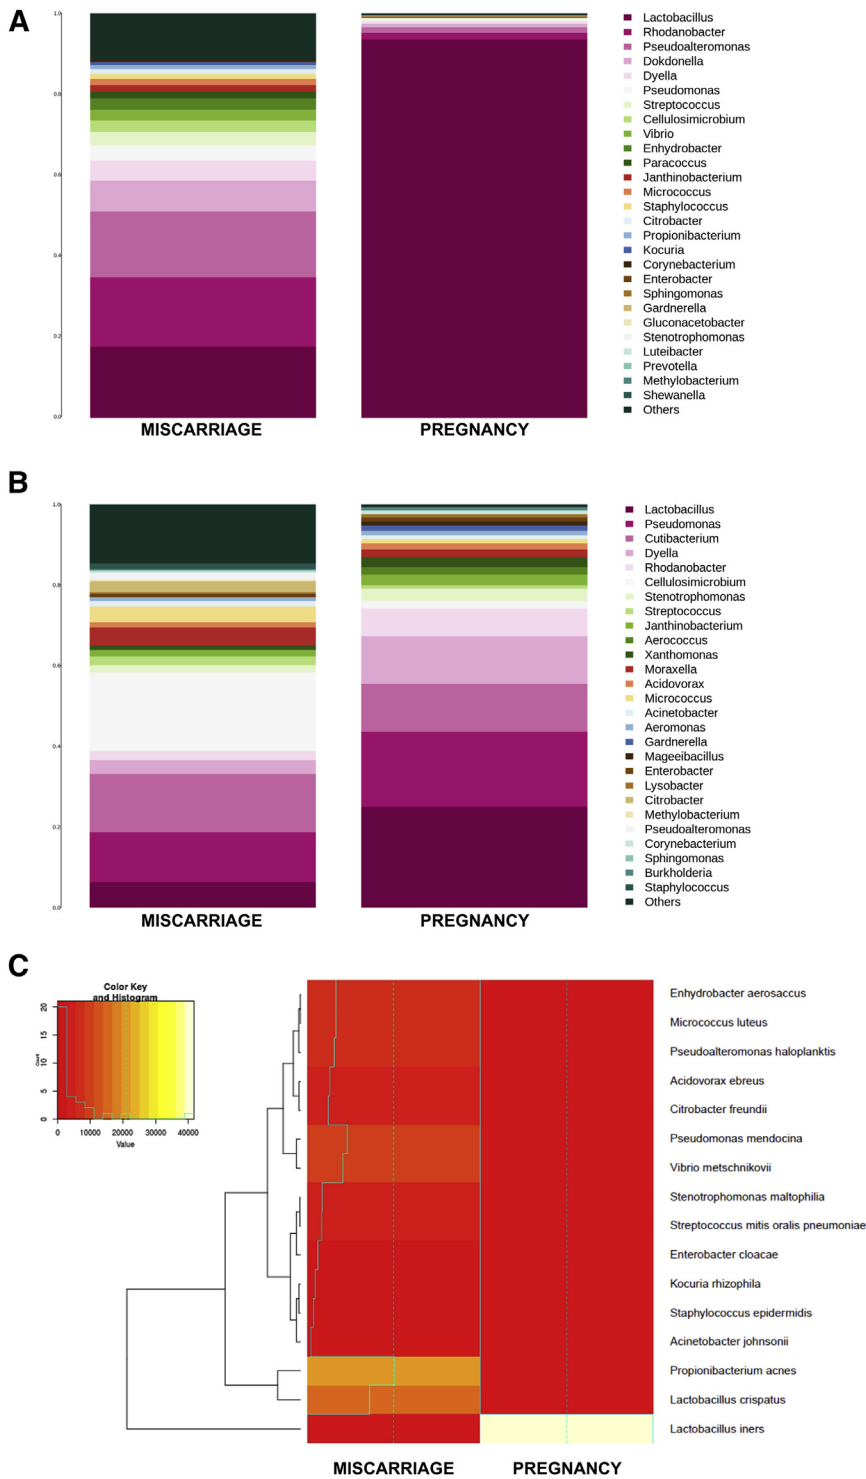 A
1.0
0.8
0.6
0.4
0.2
0.0
MISCARRIAGE
PREGNANCY
Lactobacillus
Rhodanobacter
Pseudoalteromonas
Dokdonella
Dyella
Pseudomonas
Streptococcus
Cellulosimicrobium
Vibrio
Enhydrobacter
Paracoccus
Janthinobacterium
Micrococcus
Staphylococcus
Citrobacter
Propionibacterium
Kocuria
Corynebacterium
Enterobacter
Sphingomonas
Gardnerella
Gluconacetobacter
Stenotrophomonas
Luteibacter
Prevotella
Methylobacterium
Shewanella
Others
B
1.0
0.8
0.6
0.4
0.2
0.0
MISCARRIAGE
PREGNANCY
Lactobacillus
Pseudomonas
Cutibacterium
Dyella
Rhodanobacter
Cellulosimicrobium
Stenotrophomonas
Streptococcus
Janthinobacterium
Aerococcus
Xanthomonas
Moraxella
Acidovorax
Micrococcus
Acinetobacter
Aeromonas
Gardnerella
Mageeibacillus
Enterobacter
Lysobacter
Citrobacter
Methylobacterium
Pseudoalteromonas
Corynebacterium
Sphingomonas
Burkholderia
Staphylococcus
Others
C
Color Key
and Histogram
Count
20
15
10
5
0
0 10000 20000 30000 40000
Value
Enhydrobacter aerosaccus
Micrococcus luteus
Pseudoalteromonas haloplanktis
Acidovorax ebreus
Citrobacter freundii
Pseudomonas mendocina
Vibrio metschnikovii
Stenotrophomonas maltophilia
Streptococcus mitis oralis pneumoniae
Enterobacter cloacae
Kocuria rhizophila
Staphylococcus epidermidis
Acinetobacter johnsonii
Propionibacterium acnes
Lactobacillus crispatus
Lactobacillus iners
MISCARRIAGE
PREGNANCY